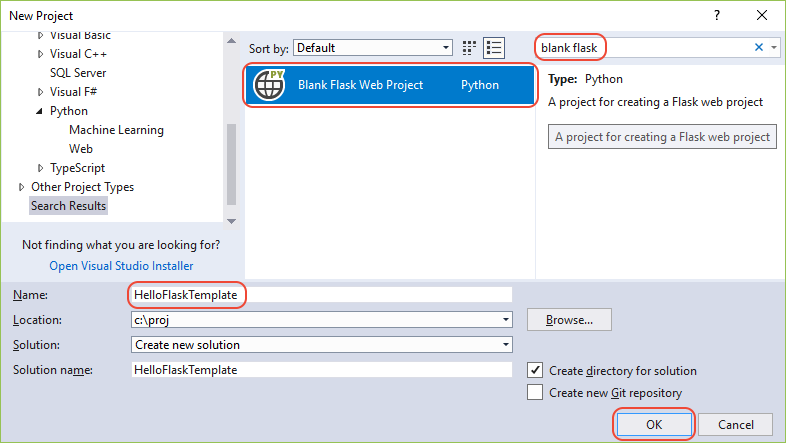 New Project
?
Visual Basic
Visual C++
SQL Server
Visual F#
Python
Machine Learning
Web
TypeScript
Other Project Types
Search Results
Not finding what you are looking for?
Open Visual Studio Installer
Sort by: Default
PY Blank Flask Web Project Python
blank flask
Type: Python
A project for creating a Flask web project
A project for creating a Flask web project
Name: HelloFlaskTemplate
Location: c:\proj
Browse...
Solution: Create new solution
Solution name: HelloFlaskTemplate
Create directory for solution
Create new Git repository
OK Cancel